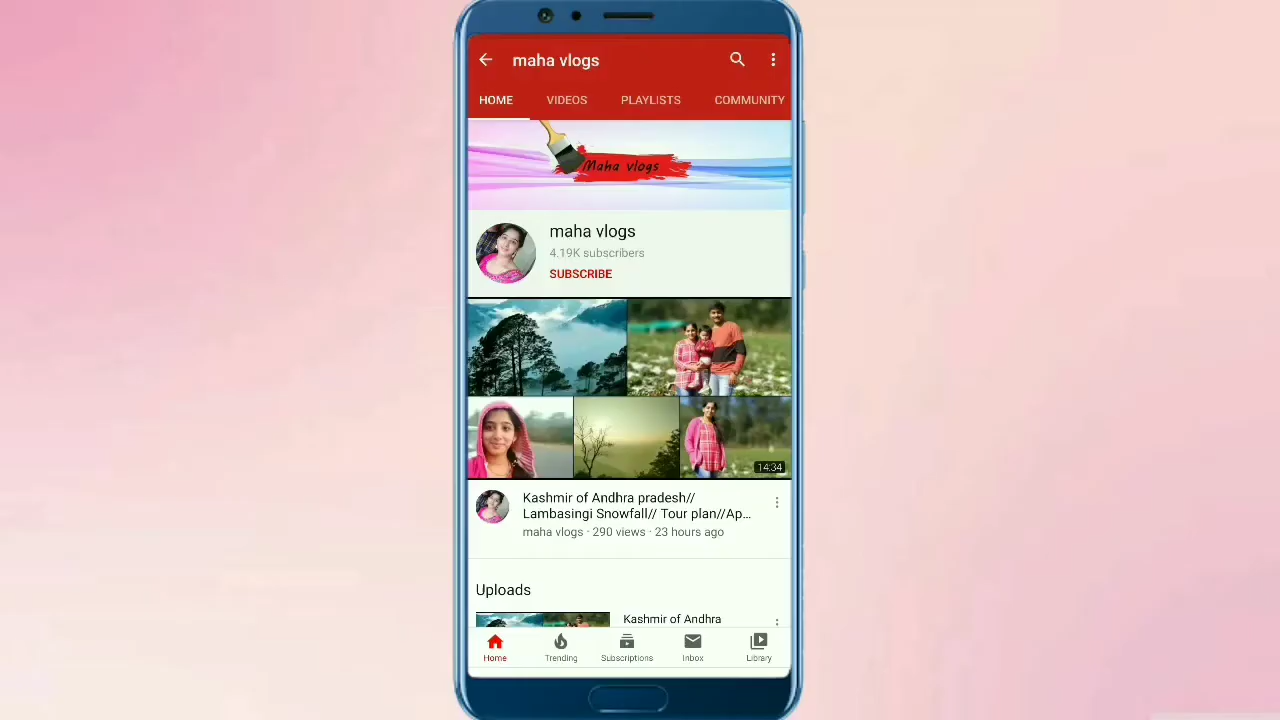 maha vlogs
HOME VIDEOS PLAYLISTS COMMUNITY
Maha vlogs
maha vlogs
4.19K subscribers
SUBSCRIBE
14:34
Kashmir of Andhra pradesh//
Lambasingi Snowfall// Tour plan//Ap...
maha vlogs · 290 views · 23 hours ago
Uploads
Kashmir of Andhra
Home Trending Subscriptions Inbox Library